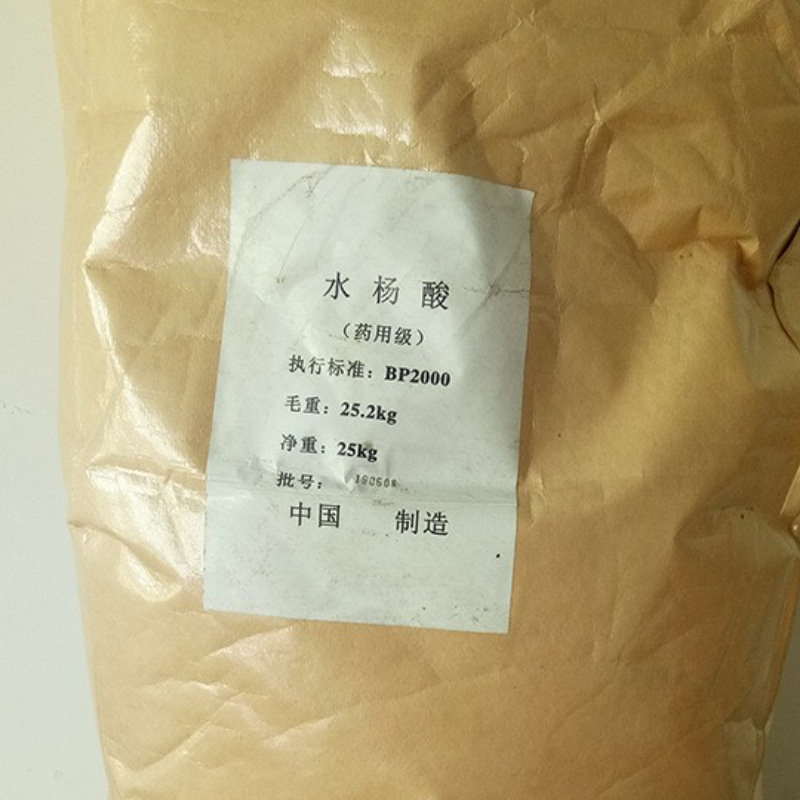 水杨酸
（药用级）
执行标准：BP2000
毛重：25.2kg
净重：25kg
批号：
中国 制造